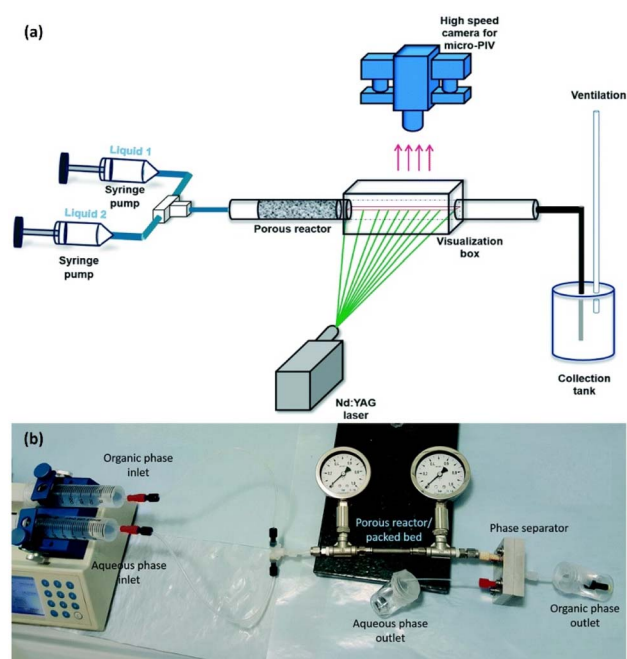 (a)
High speed
camera for
micro-PIV
Ventilation
Liquid 1
Syringe
pump
Liquid 2
Syringe
pump
Porous reactor
Visualization
box
Nd:YAG
laser
Collection
tank
(b)
Organic phase
inlet
Aqueous phase
inlet
Porous reactor/
packed bed
Phase separator
Aqueous phase
outlet
Organic phase
outlet